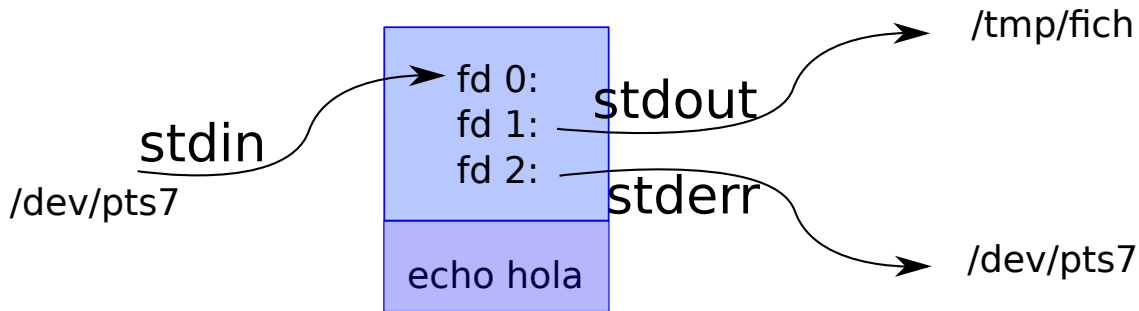 /tmp/fich
fd 0:
stdout
fd 1:
stdin
fd 2:
/dev/pts7
stderr
/dev/pts7
echo hola